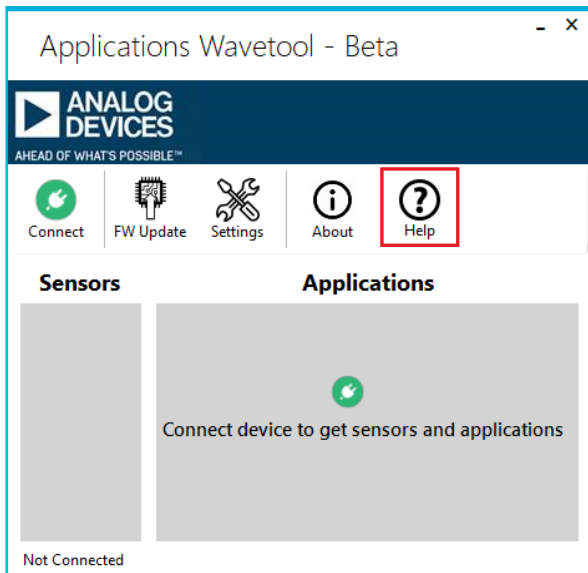 Applications Wavetool - Beta
ANALOG
DEVICES
AHEAD OF WHAT'S POSSIBLE™
Connect
FW Update
Settings
About
Help
Sensors
Applications
Connect device to get sensors and applications
Not Connected